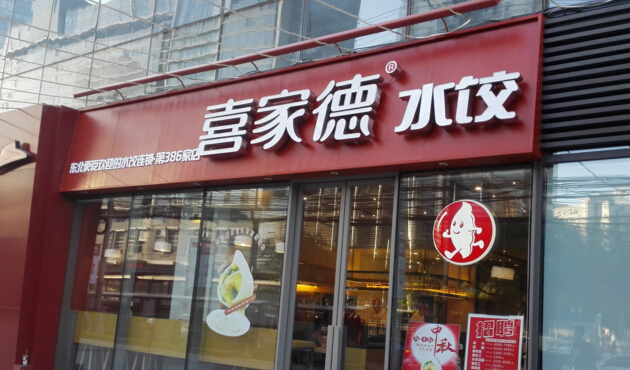 喜家德® 水饺
东北更受欢迎的水饺连锁·第386家店
中秋
招聘